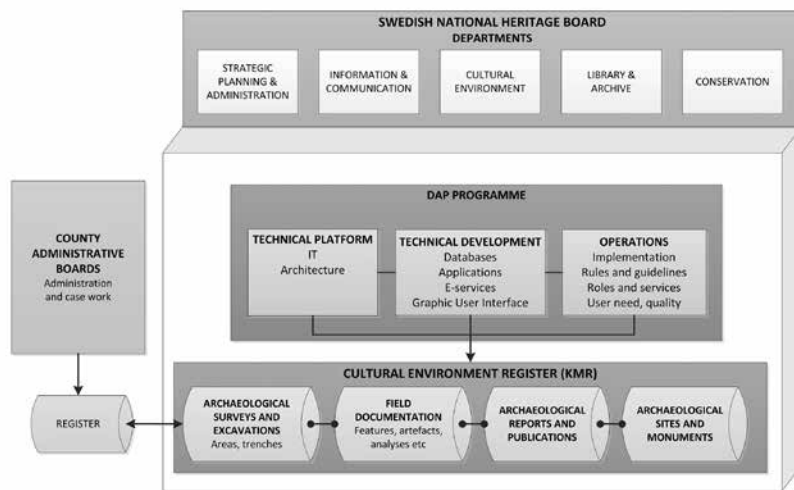 SWEDISH NATIONAL HERITAGE BOARD
DEPARTMENTS
STRATEGIC
PLANNING &
ADMINISTRATION
INFORMATION &
COMMUNICATION
CULTURAL
ENVIRONMENT
LIBRARY &
ARCHIVE
CONSERVATION
COUNTY
ADMINISTRATIVE
BOARDS
Administration
and case work
REGISTER
DAP PROGRAMME
TECHNICAL PLATFORM
IT
Architecture
TECHNICAL DEVELOPMENT
Databases
Applications
E-services
Graphic User Interface
OPERATIONS
Implementation
Rules and guidelines
Roles and services
User need, quality
CULTURAL ENVIRONMENT REGISTER (KMR)
ARCHAEOLOGICAL
SURVEYS AND
EXCAVATIONS
Areas, trenches
FIELD
DOCUMENTATION
Features, artefacts,
analyses etc
ARCHAEOLOGICAL
REPORTS AND
PUBLICATIONS
ARCHAEOLOGICAL
SITES AND
MONUMENTS